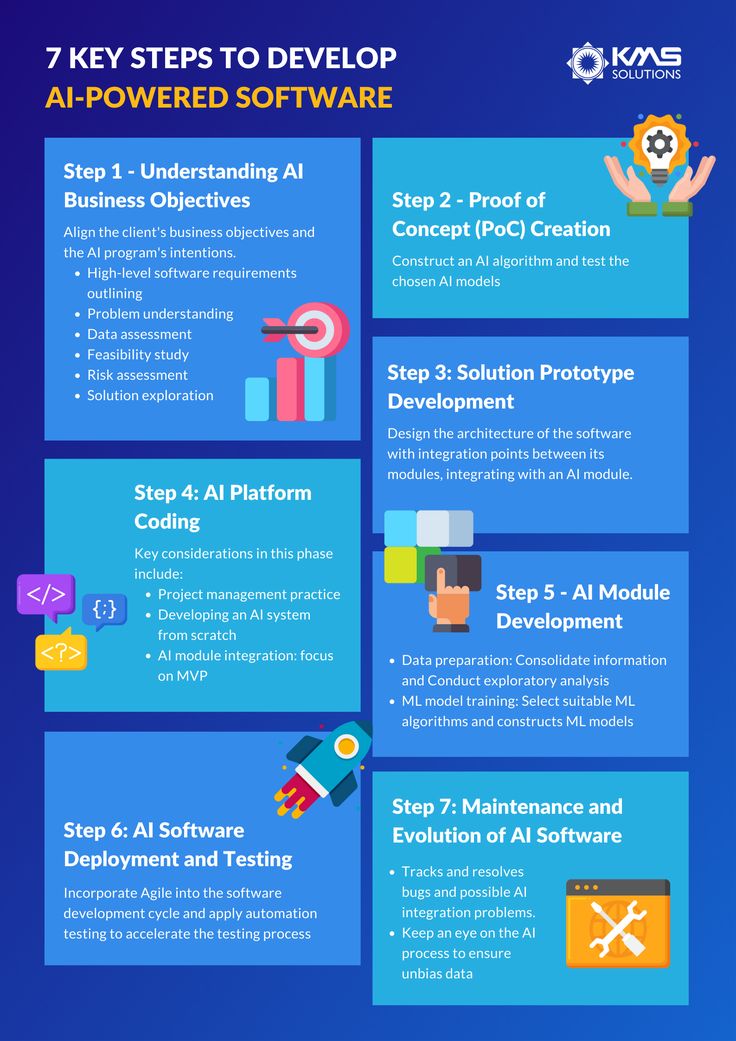 7 KEY STEPS TO DEVELOP
AI-POWERED SOFTWARE
KMS
SOLUTIONS
Step 1 - Understanding AI
Business Objectives
Align the client's business objectives and
the AI program's intentions.
• High-level software requirements
outlining
• Problem understanding
• Data assessment
• Feasibility study
• Risk assessment
• Solution exploration
Step 2 - Proof of
Concept (PoC) Creation
Construct an AI algorithm and test the
chosen AI models
Step 3: Solution Prototype
Development
Design the architecture of the software
with integration points between its
modules, integrating with an AI module.
Step 4: AI Platform
Coding
Key considerations in this phase
include:
• Project management practice
• Developing an AI system
from scratch
• AI module integration: focus
on MVP
</>
{;}
<?>
Step 5 - AI Module
Development
• Data preparation: Consolidate information
and Conduct exploratory analysis
• ML model training: Select suitable ML
algorithms and constructs ML models
Step 6: AI Software
Deployment and Testing
Incorporate Agile into the software
development cycle and apply automation
testing to accelerate the testing process
Step 7: Maintenance and
Evolution of AI Software
• Tracks and resolves
bugs and possible AI
integration problems.
• Keep an eye on the AI
process to ensure
unbias data